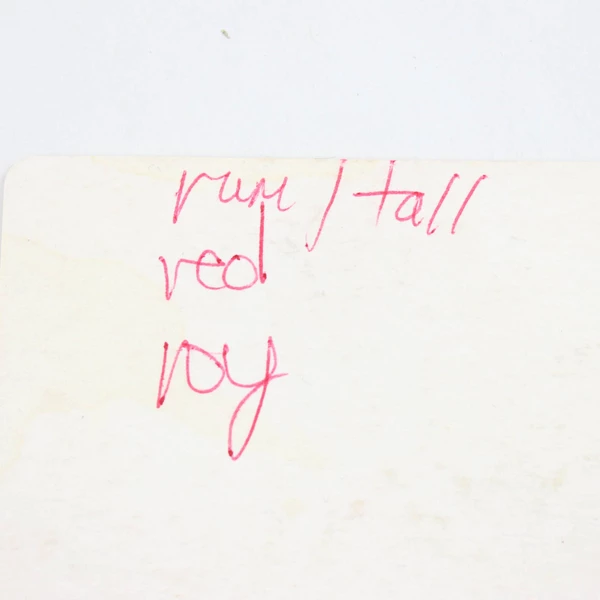 run / tall
red
roy